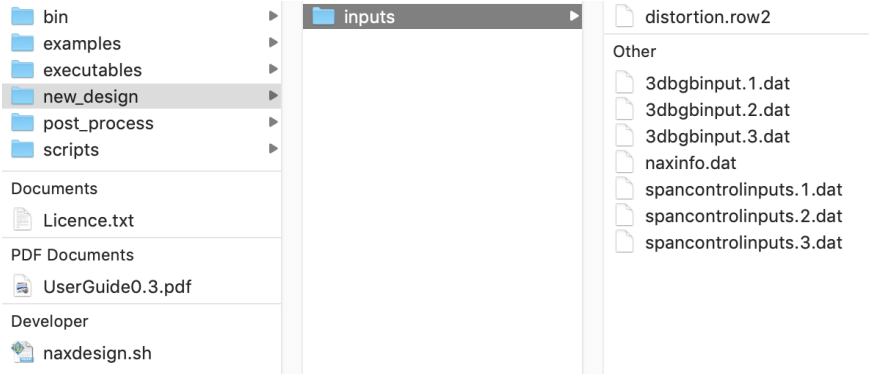 bin
examples
executables
new_design
post_process
scripts
Documents
Licence.txt
PDF Documents
UserGuide0.3.pdf
Developer
naxdesign.sh
inputs
distortion.row2
Other
3dbgbinput.1.dat
3dbgbinput.2.dat
3dbgbinput.3.dat
naxinfo.dat
spancontrolinputs.1.dat
spancontrolinputs.2.dat
spancontrolinputs.3.dat